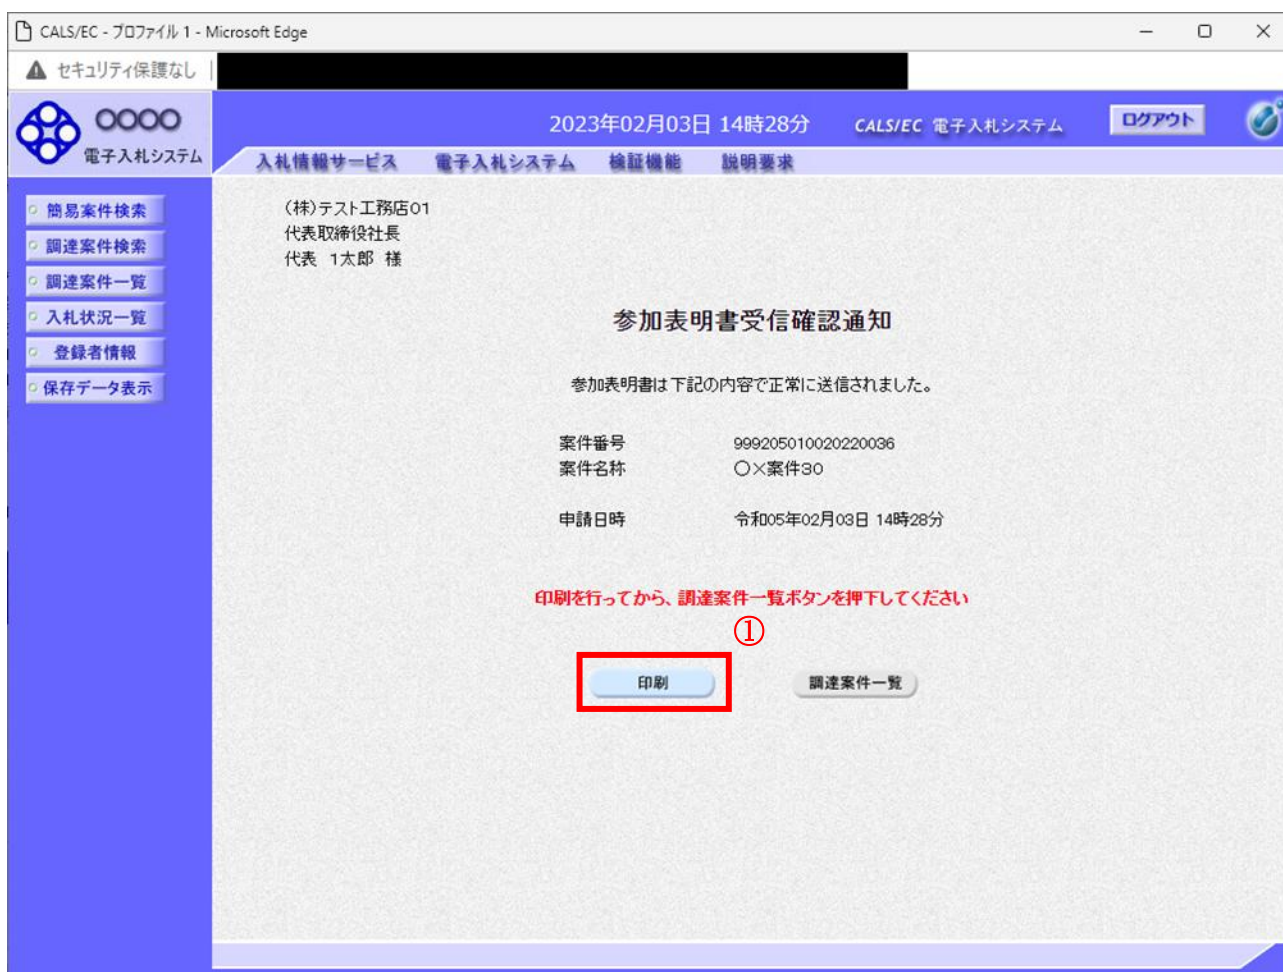 CALS/EC - プロファイル 1 - Microsoft Edge
セキュリティ保護なし
○○○○
電子入札システム
2023年02月03日 14時28分
CALS/EC 電子入札システム
ログアウト
入札情報サービス 電子入札システム 検証機能 説明要求
簡易案件検索
調達案件検索
調達案件一覧
入札状況一覧
登録者情報
保存データ表示
(株)テスト工務店01
代表取締役社長
代表 1太郎 様
参加表明書受信確認通知
参加表明書は下記の内容で正常に送信されました。
案件番号 999205010020220036
案件名称 ○×案件30
申請日時 令和05年02月03日 14時28分
印刷を行ってから、調達案件一覧ボタンを押下してください
①
印刷 調達案件一覧